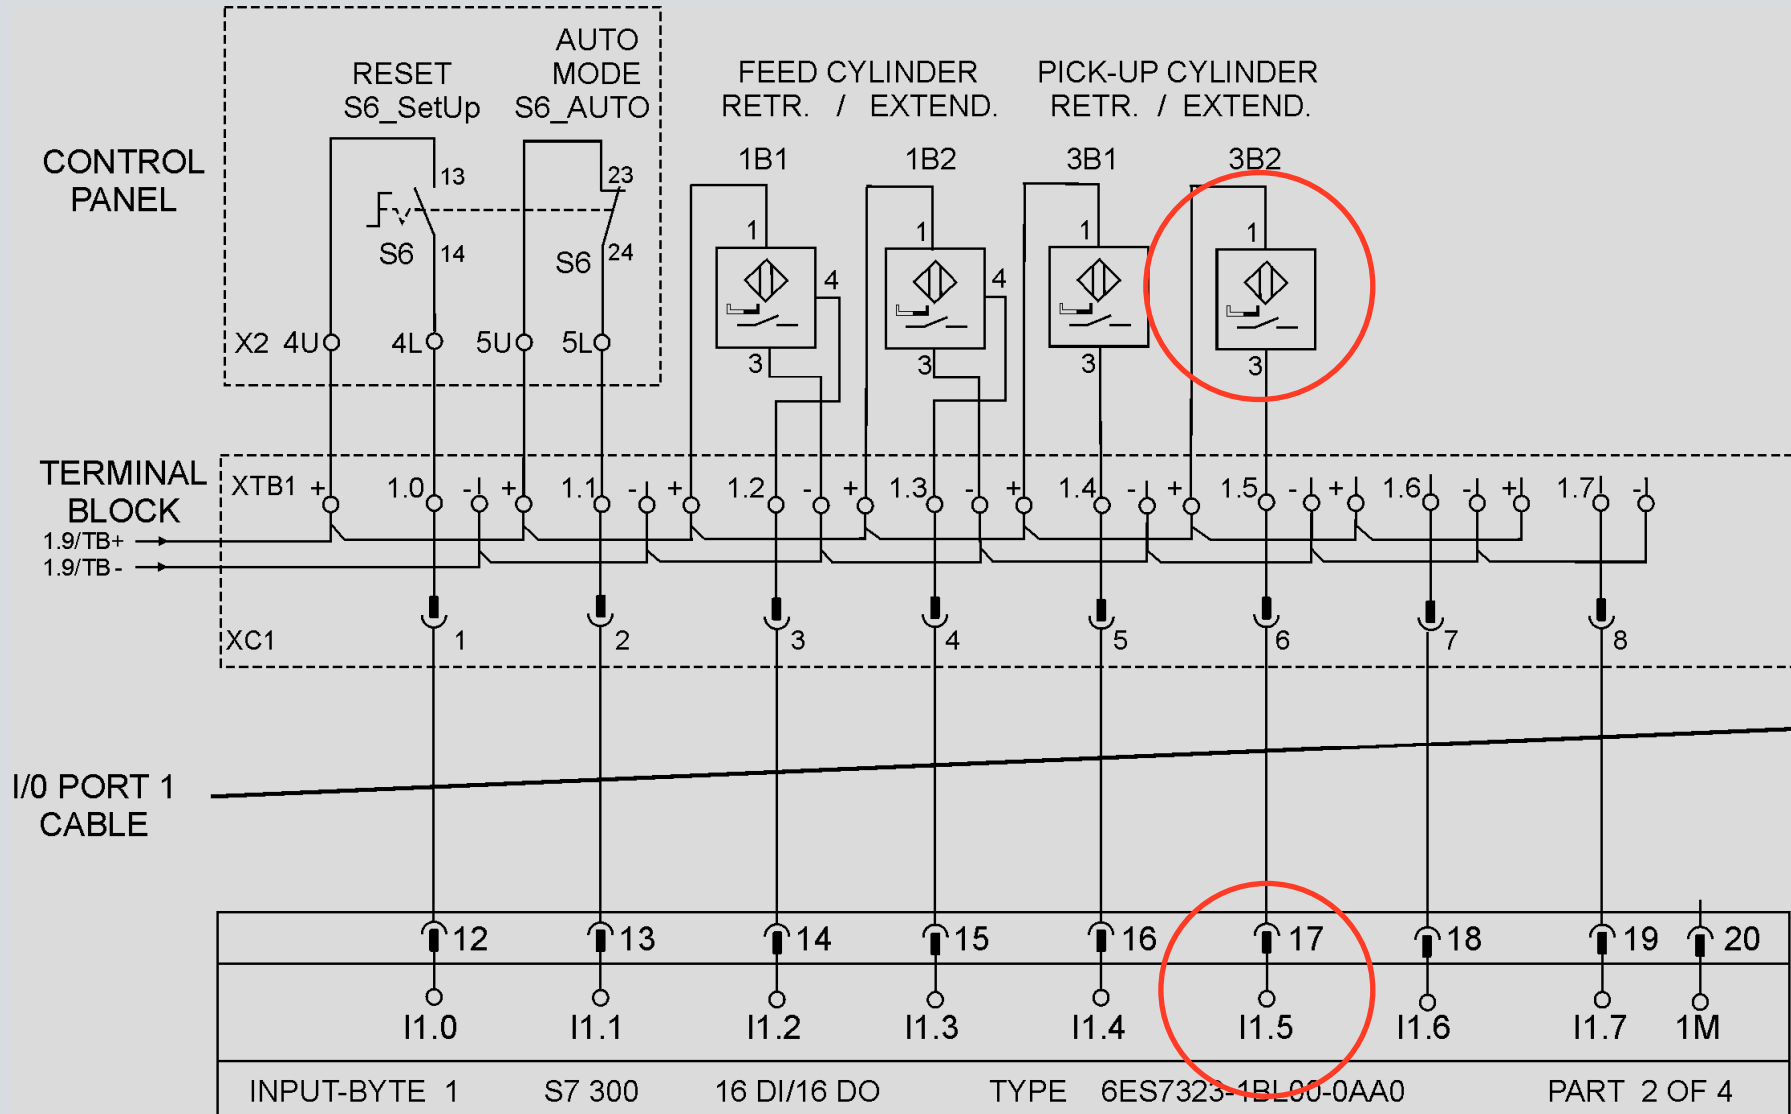 AUTO
RESET MODE
S6_SetUp S6_AUTO
FEED CYLINDER PICK-UP CYLINDER
RETR. / EXTEND. RETR. / EXTEND.
CONTROL
PANEL
1B1 1B2 3B1 3B2
13 23
1 1 1 1
S6 14 S6 24
4 4
X2 4U 4L 5U 5L
3 3 3 3
TERMINAL
BLOCK
XTB1 + 1.0 - + 1.1 - + 1.2 - + 1.3 - + 1.4 - + 1.5 - + 1.6 - + 1.7 -
1.9/TB+
1.9/TB-
XC1 1 2 3 4 5 6 7 8
I/0 PORT 1
CABLE
12 13 14 15 16 17 18 19 20
I1.0 I1.1 I1.2 I1.3 I1.4 I1.5 I1.6 I1.7 1M
INPUT-BYTE 1 S7 300 16 DI/16 DO TYPE 6ES7323-1BL00-0AA0 PART 2 OF 4